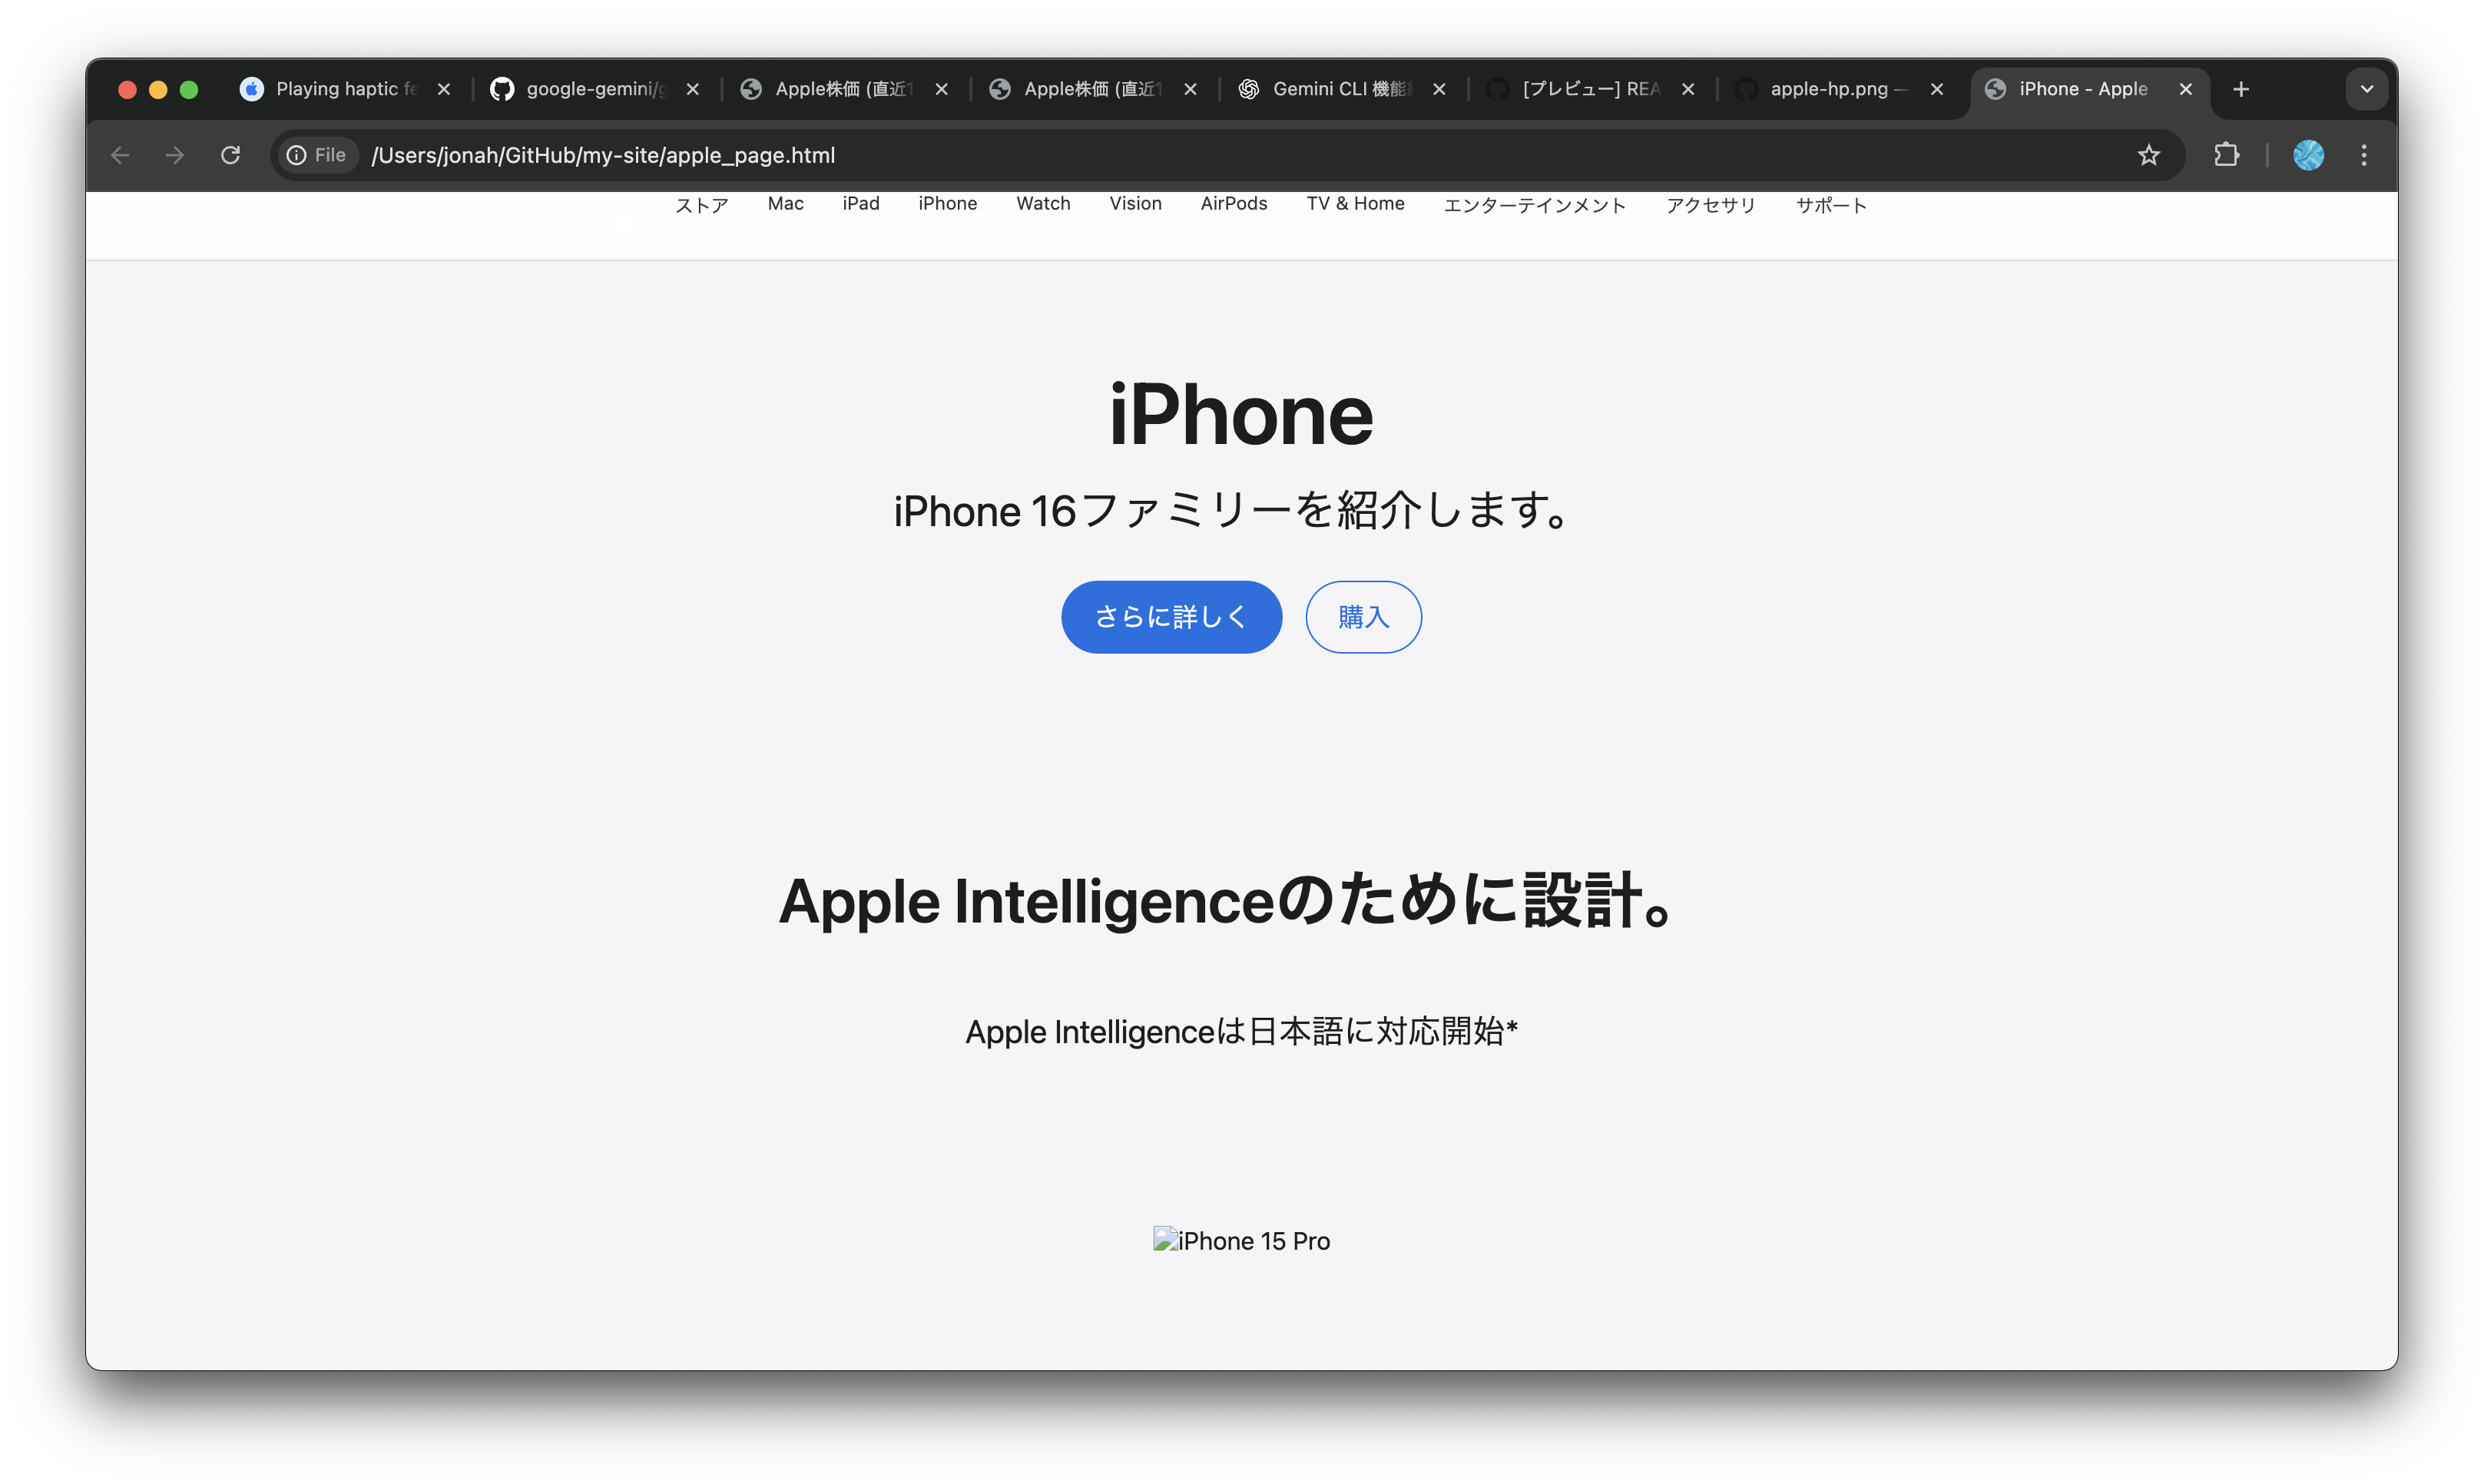 Playing haptic fe
google-gemini/g
Apple株価 (直近1
Apple株価 (直近1
Gemini CLI 機能
[プレビュー] REA
apple-hp.png —
iPhone - Apple
File
/Users/jonah/GitHub/my-site/apple_page.html
ストア Mac iPad iPhone Watch Vision AirPods TV & Home エンターテインメント アクセサリ サポート
iPhone
iPhone 16ファミリーを紹介します。
さらに詳しく 購入
Apple Intelligenceのために設計。
Apple Intelligenceは日本語に対応開始*
iPhone 15 Pro